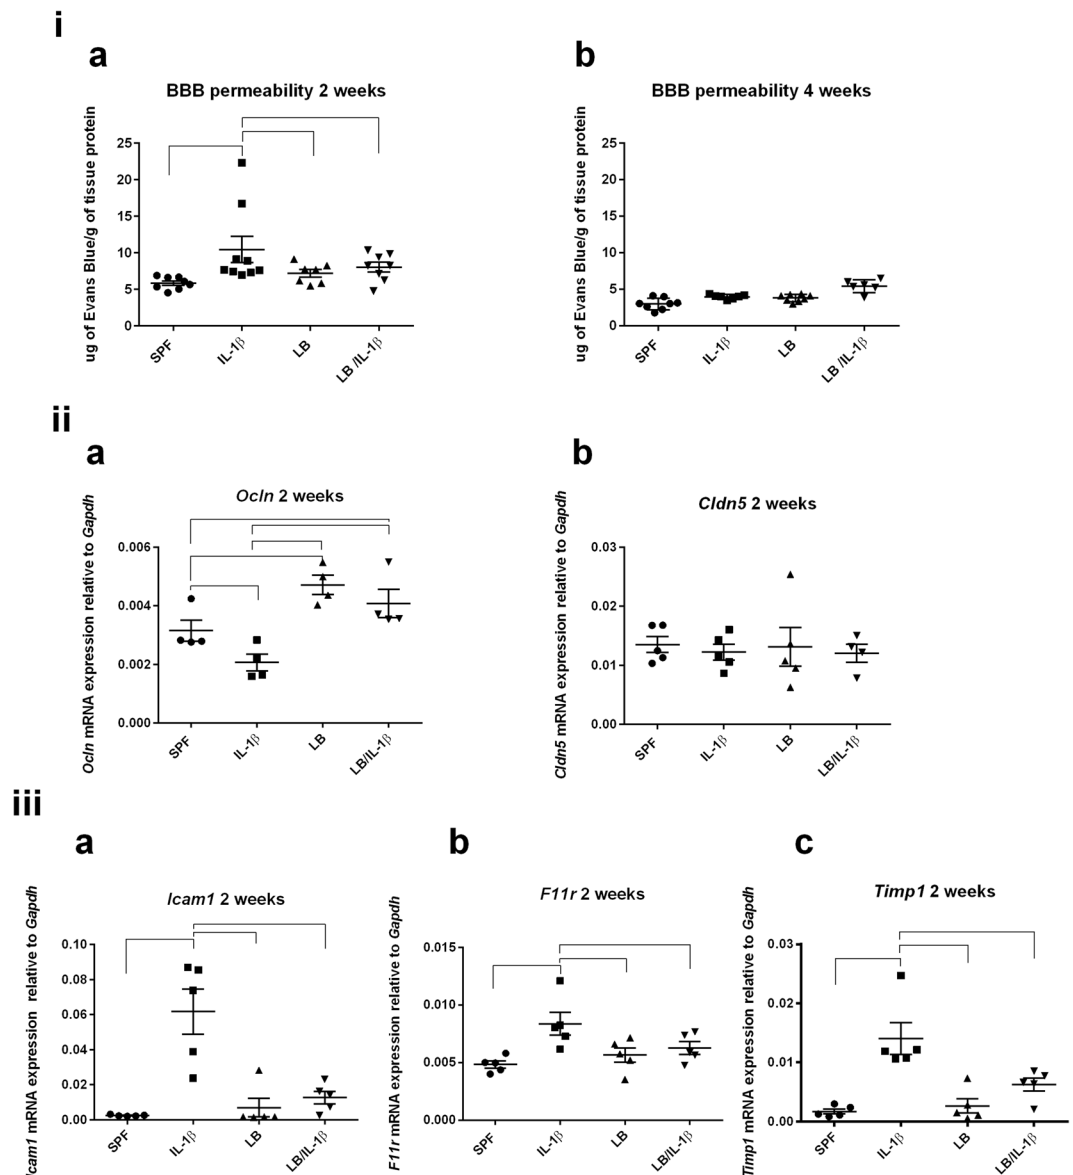 i
a
b
BBB permeability 2 weeks
BBB permeability 4 weeks
ug of Evans Blue/g of tissue protein
25
20
15
10
5
0
SPF
IL-1β
LB
LB /IL-1β
ug of Evans Blue/g of tissue protein
25
20
15
10
5
0
SPF
IL-1β
LB
LB /IL-1β
ii
a
b
Ocln 2 weeks
Cldn5 2 weeks
Ocln mRNA expression relative to Gapdh
0.006
0.004
0.002
0.000
SPF
IL-1β
LB
LB/IL-1β
Cldn5 mRNA expression relative to Gapdh
0.03
0.02
0.01
0.00
SPF
IL-1β
LB
LB/IL-1β
iii
a
b
c
Icam1 2 weeks
F11r 2 weeks
Timp1 2 weeks
Icam1 mRNA expression relative to Gapdh
0.10
0.08
0.06
0.04
0.02
0.00
SPF
IL-1β
LB
LB/IL-1β
F11r mRNA expression relative to Gapdh
0.015
0.010
0.005
0.000
SPF
IL-1β
LB
LB/IL-1β
Timp1 mRNA expression relative to Gapdh
0.03
0.02
0.01
0.00
SPF
IL-1β
LB
LB/IL-1β